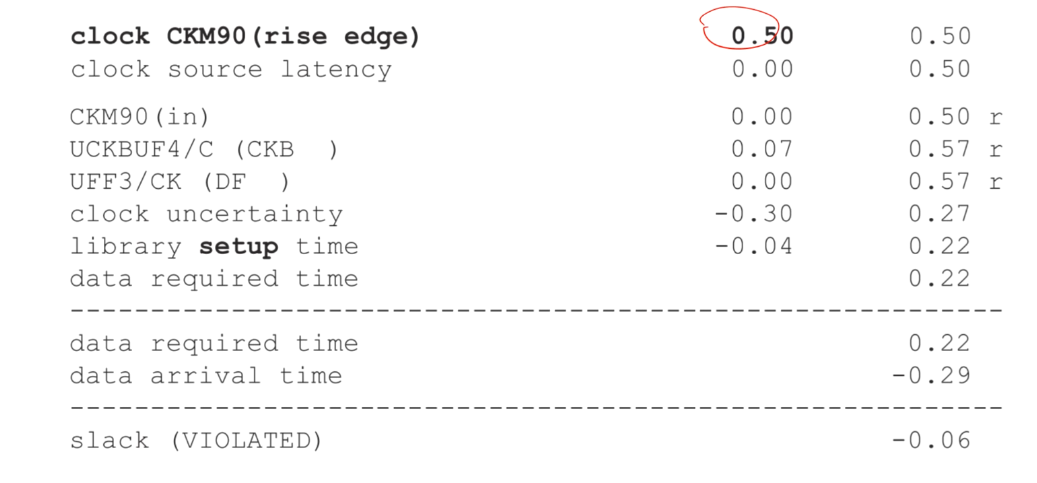 clock CKM90(rise edge) 0.50 0.50
clock source latency 0.00 0.50
CKM90(in) 0.00 0.50 r
UCKBUF4/C (CKB  ) 0.07 0.57 r
UFF3/CK (DF  ) 0.00 0.57 r
clock uncertainty -0.30 0.27
library setup time -0.04 0.22
data required time 0.22
------------------------------------------------------------
data required time 0.22
data arrival time -0.29
------------------------------------------------------------
slack (VIOLATED) -0.06